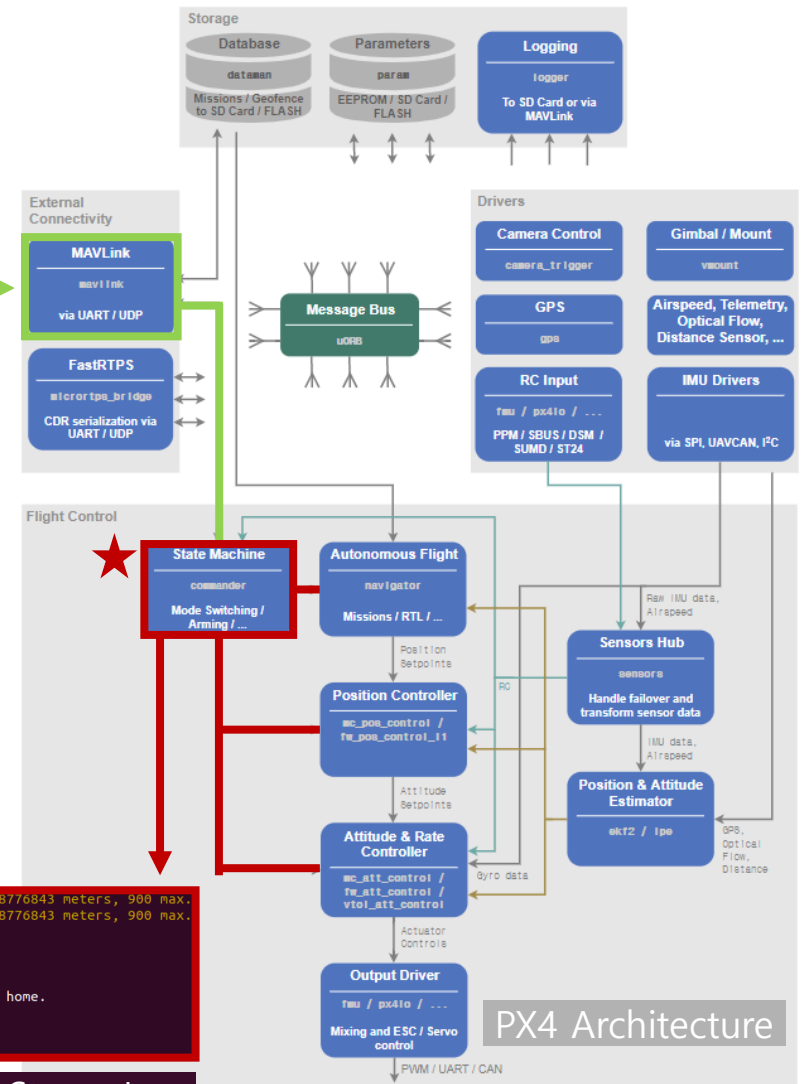 Storage
Database
dataman
Missions / Geofence
to SD Card / FLASH
Parameters
param
EEPROM / SD Card /
FLASH
Logging
logger
To SD Card or via
MAVLink
External
Connectivity
MAVLink
mavlink
via UART / UDP
FastRTPS
micrortps_bridge
CDR serialization via
UART / UDP
Message Bus
uORB
Drivers
Camera Control
camera_trigger
Gimbal / Mount
vmount
GPS
gps
Airspeed, Telemetry,
Optical Flow,
Distance Sensor, ...
RC Input
fmu / px4io / ...
PPM / SBUS / DSM /
SUMD / ST24
IMU Drivers
via SPI, UAVCAN, I²C
Flight Control
State Machine
commander
Mode Switching /
Arming / ...
Autonomous Flight
navigator
Missions / RTL / ...
Raw IMU data,
Airspeed
Sensors Hub
sensors
Handle failover and
transform sensor data
Position
Setpoints
RC
Position Controller
mc_pos_control /
fw_pos_control_l1
IMU data,
Airspeed
Position & Attitude
Estimator
ekf2 / lpe
Attitude
Setpoints
GPS,
Optical
Flow,
Distance
Attitude & Rate
Controller
mc_att_control /
fw_att_control /
vtol_att_control
Gyro data
8776843 meters, 900 max.
8776843 meters, 900 max.
home.
Actuator
Controls
Output Driver
fmu / px4io / ...
Mixing and ESC / Servo
control
PWM / UART / CAN
PX4 Architecture